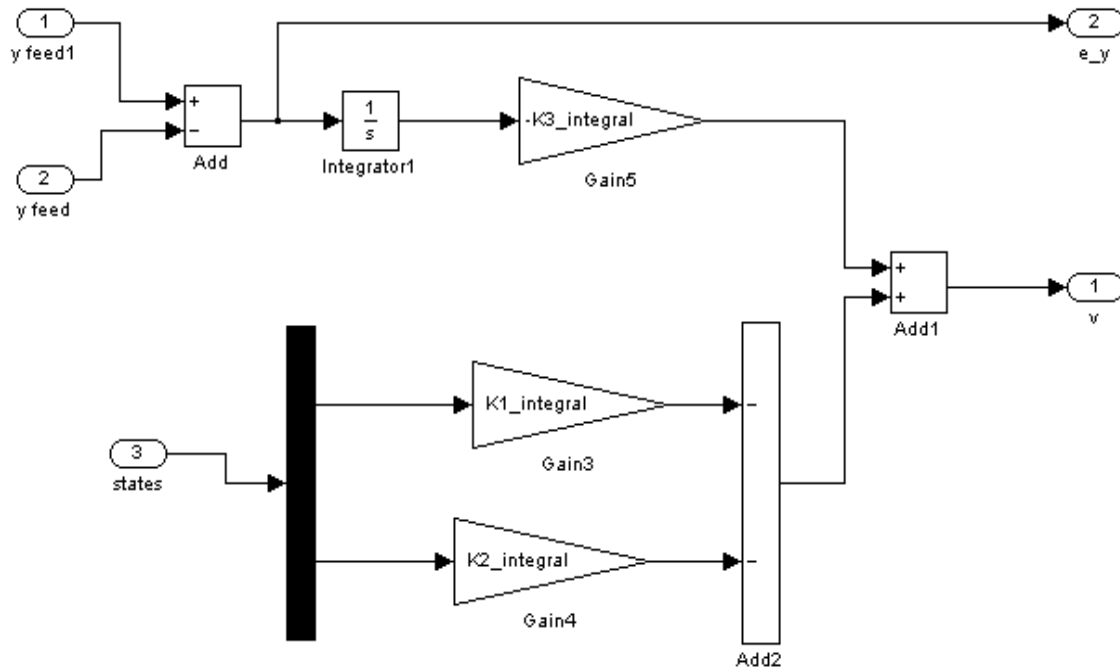 1
y feed1
2
e_y
+
−
Add
1
s
Integrator1
-K3_integral
Gain5
2
y feed
+
+
Add1
1
v
K1_integral
−
Gain3
3
states
K2_integral
−
Gain4
Add2